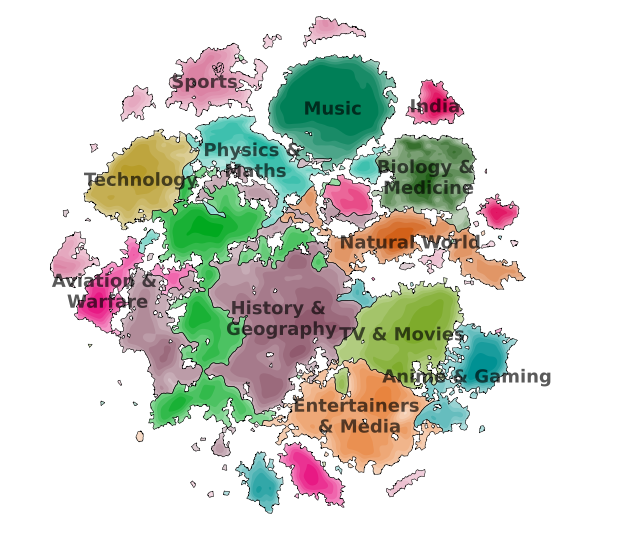 Sports
Music
India
Physics &
Maths
Biology &
Medicine
Technology
Natural World
Aviation &
Warfare
History &
Geography
TV & Movies
Anime & Gaming
Entertainers
& Media